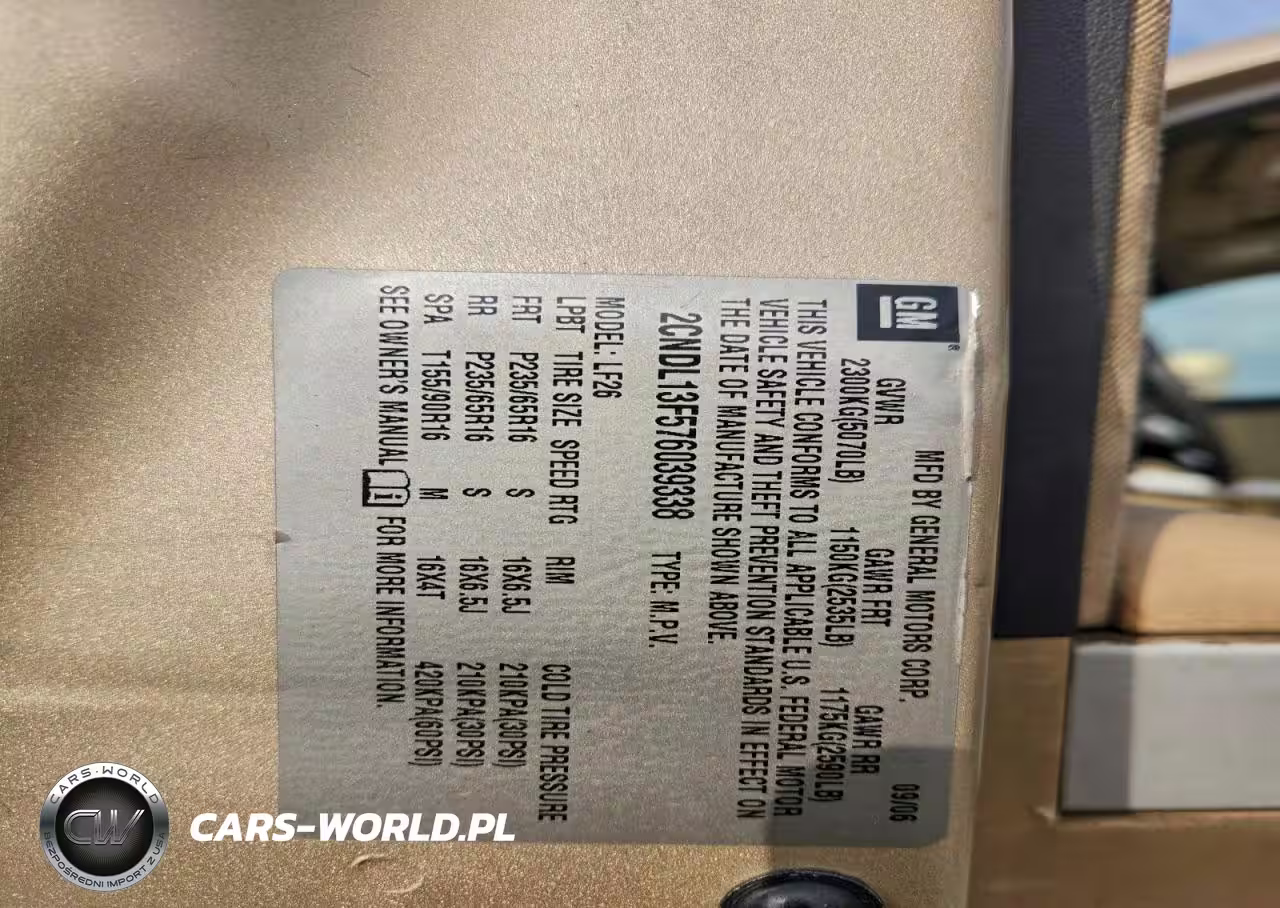 GM ®
MFD BY GENERAL MOTORS CORP. 09/06
GVWR GAWR FRT GAWR RR
2300KG(5070LB) 1150KG(2535LB) 1175KG(2590LB)
THIS VEHICLE CONFORMS TO ALL APPLICABLE U.S. FEDERAL MOTOR
VEHICLE SAFETY AND THEFT PREVENTION STANDARDS IN EFFECT ON
THE DATE OF MANUFACTURE SHOWN ABOVE.
2CNDL13F576039338 TYPE: M.P.V.
MODEL: LF26
LPBT TIRE SIZE SPEED RTG RIM COLD TIRE PRESSURE
FRT P235/65R16 S 16X6.5J 210KPA(30PSI)
RR P235/65R16 S 16X6.5J 210KPA(30PSI)
SPA T155/90R16 M 16X4T 420KPA(60PSI)
SEE OWNER'S MANUAL FOR MORE INFORMATION.
CARS-WORLD
CW
BEZPOŚREDNI IMPORT Z USA
CARS-WORLD.PL